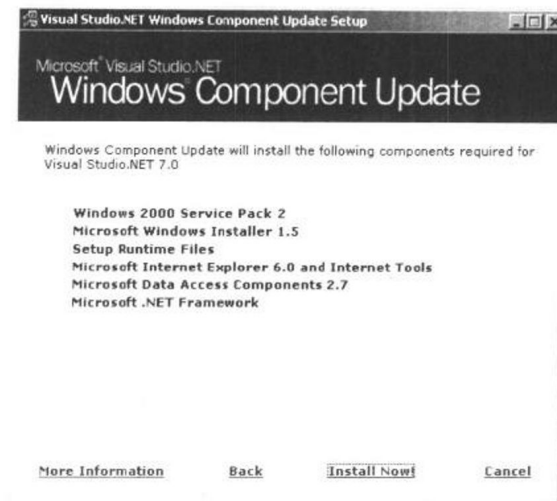 Visual Studio.NET Windows Component Update Setup
Microsoft® Visual Studio.NET
Windows® Component Update
Windows Component Update will install the following components required for
Visual Studio.NET 7.0
Windows 2000 Service Pack 2
Microsoft Windows Installer 1.5
Setup Runtime Files
Microsoft Internet Explorer 6.0 and Internet Tools
Microsoft Data Access Components 2.7
Microsoft .NET Framework
More Information Back Install Now! Cancel